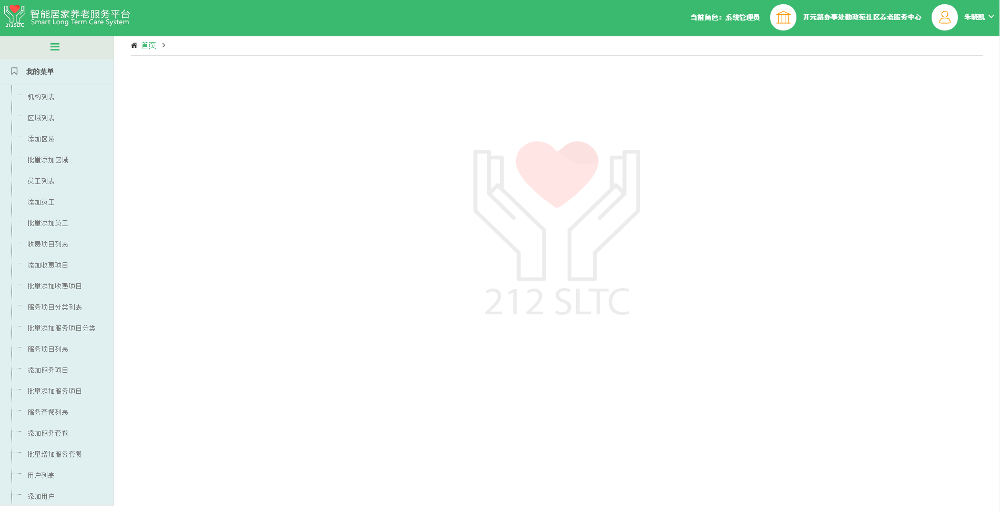 212 SLTC
智能居家养老服务平台
Smart Long Term Care System
当前角色：系统管理员
开元路办事处勤政苑社区养老服务中心
朱晓凯
首页
我的菜单
机构列表
区域列表
添加区域
批量添加区域
员工列表
添加员工
批量添加员工
收费项目列表
添加收费项目
批量添加收费项目
服务项目分类列表
批量添加服务项目分类
服务项目列表
添加服务项目
批量添加服务项目
服务套餐列表
添加服务套餐
批量增加服务套餐
用户列表
添加用户
212 SLTC